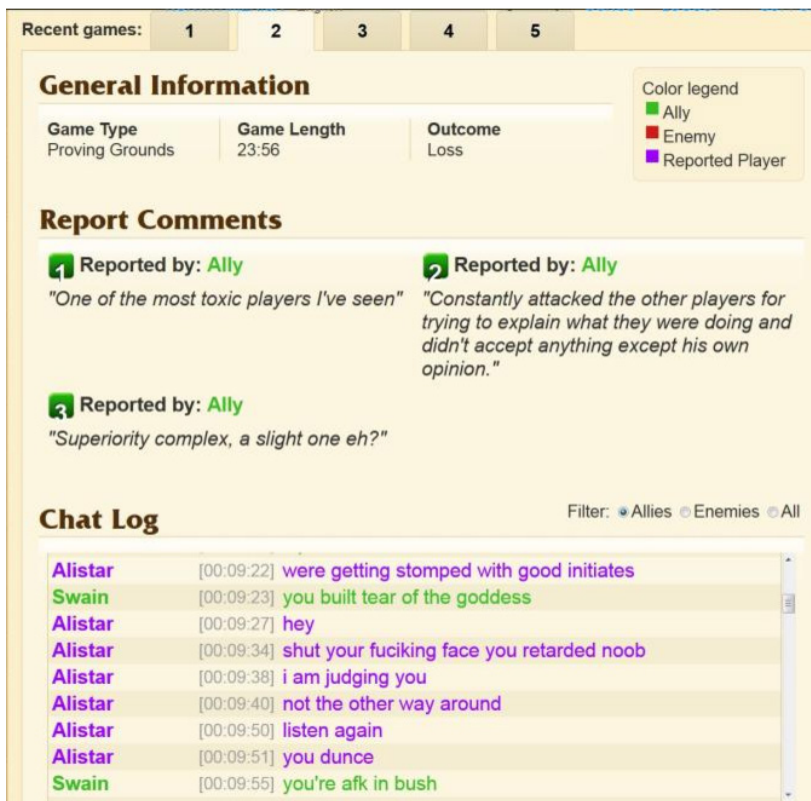 Recent games: 1 2 3 4 5
General Information
Color legend
Ally
Enemy
Reported Player
Game Type Game Length Outcome
Proving Grounds 23:56 Loss
Report Comments
1 Reported by: Ally
"One of the most toxic players I've seen"
2 Reported by: Ally
"Constantly attacked the other players for
trying to explain what they were doing and
didn't accept anything except his own
opinion."
3 Reported by: Ally
"Superiority complex, a slight one eh?"
Chat Log
Filter: Allies Enemies All
Alistar [00:09:22] were getting stomped with good initiates
Swain [00:09:23] you built tear of the goddess
Alistar [00:09:27] hey
Alistar [00:09:34] shut your fuciking face you retarded noob
Alistar [00:09:38] i am judging you
Alistar [00:09:40] not the other way around
Alistar [00:09:50] listen again
Alistar [00:09:51] you dunce
Swain [00:09:55] you're afk in bush